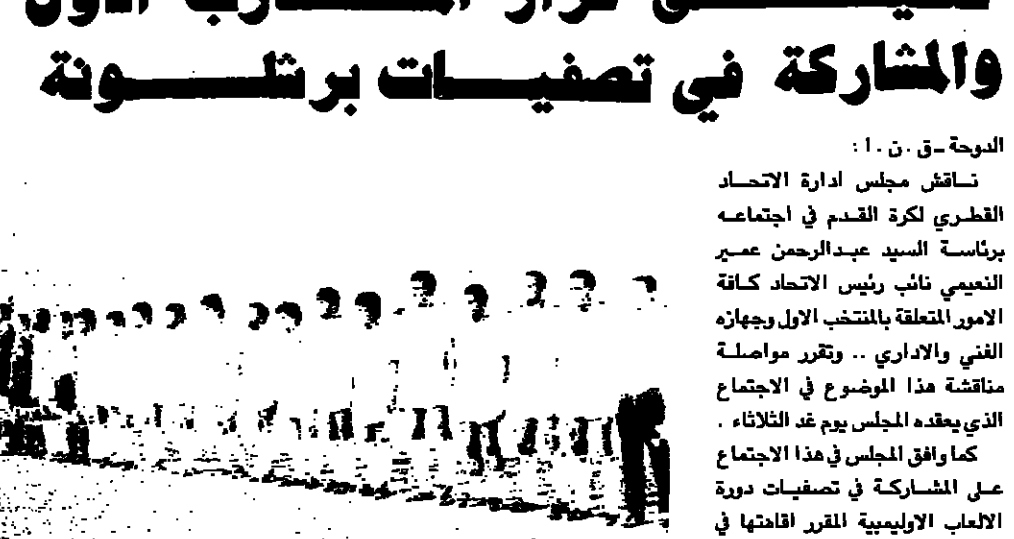 والمشاركة في تصفيات برشلونة
الدوحة - ق . ن . ا :
ناقش مجلس ادارة الاتحاد
القطري لكرة القدم في اجتماعه
برئاسة السيد عبدالرحمن عمير
النعيمي نائب رئيس الاتحاد كافة
الامور المتعلقة بالمنتخب الاول وجهازه
الفني والاداري .. وتقرر مواصلة
مناقشة هذا الموضوع في الاجتماع
الذي يعقده المجلس يوم غد الثلاثاء .
كما وافق المجلس في هذا الاجتماع
على المشاركة في تصفيات دورة
الالعاب الاوليمبية المقرر اقامتها في